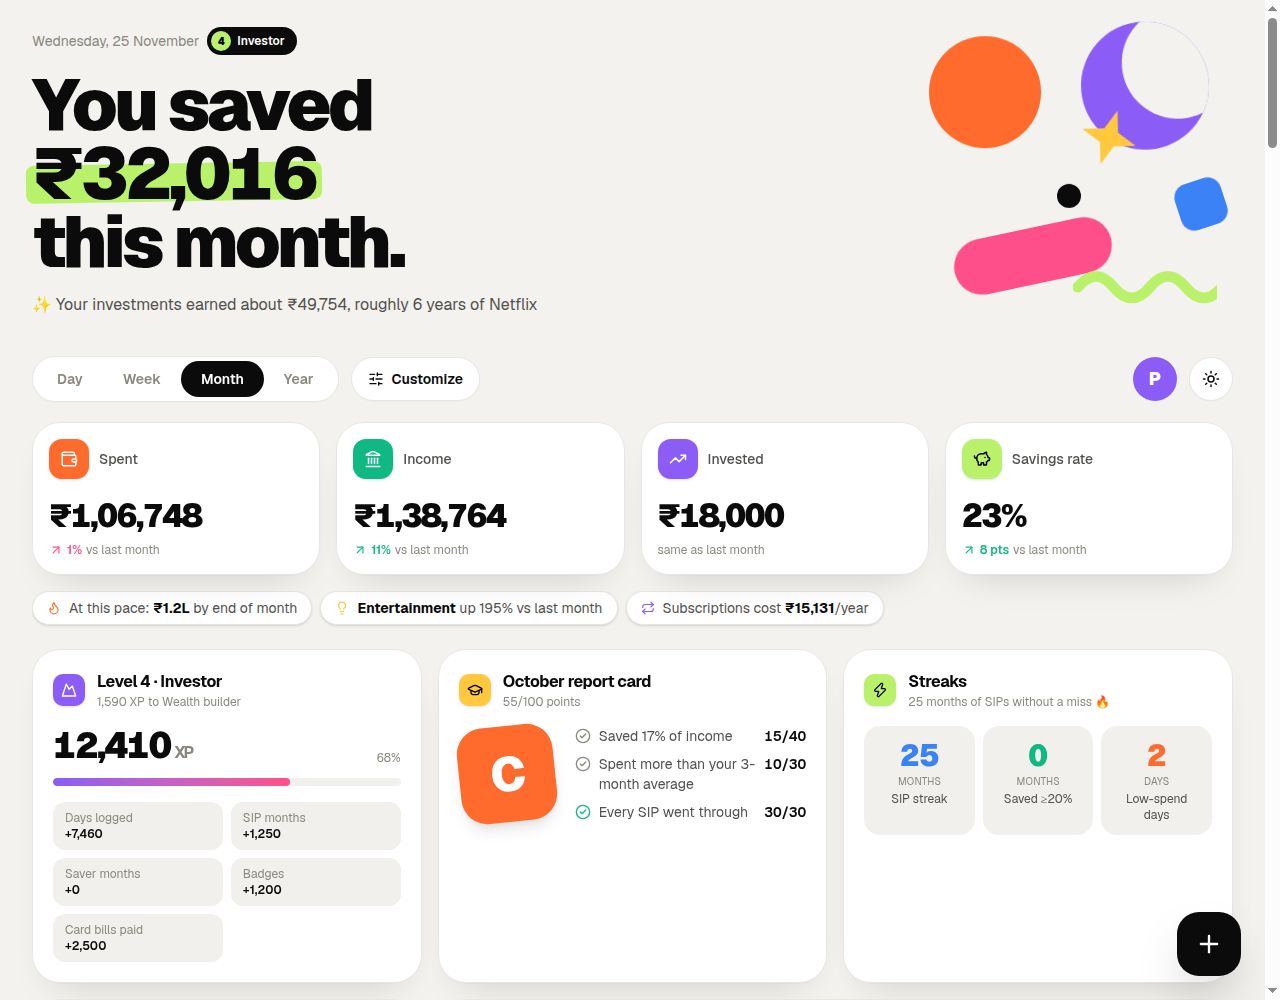 Wednesday, 25 November
4 Investor
You saved
₹32,016
this month.
✨ Your investments earned about ₹49,754, roughly 6 years of Netflix
Day Week Month Year
Customize
P
Spent
₹1,06,748
1% vs last month
Income
₹1,38,764
11% vs last month
Invested
₹18,000
same as last month
Savings rate
23%
8 pts vs last month
At this pace: ₹1.2L by end of month
Entertainment up 195% vs last month
Subscriptions cost ₹15,131/year
Level 4 · Investor
1,590 XP to Wealth builder
12,410 XP
68%
Days logged
+7,460
SIP months
+1,250
Saver months
+0
Badges
+1,200
Card bills paid
+2,500
October report card
55/100 points
C
Saved 17% of income 15/40
Spent more than your 3-
month average
10/30
Every SIP went through 30/30
Streaks
25 months of SIPs without a miss 🔥
25
MONTHS
SIP streak
0
MONTHS
Saved ≥20%
2
DAYS
Low-spend
days